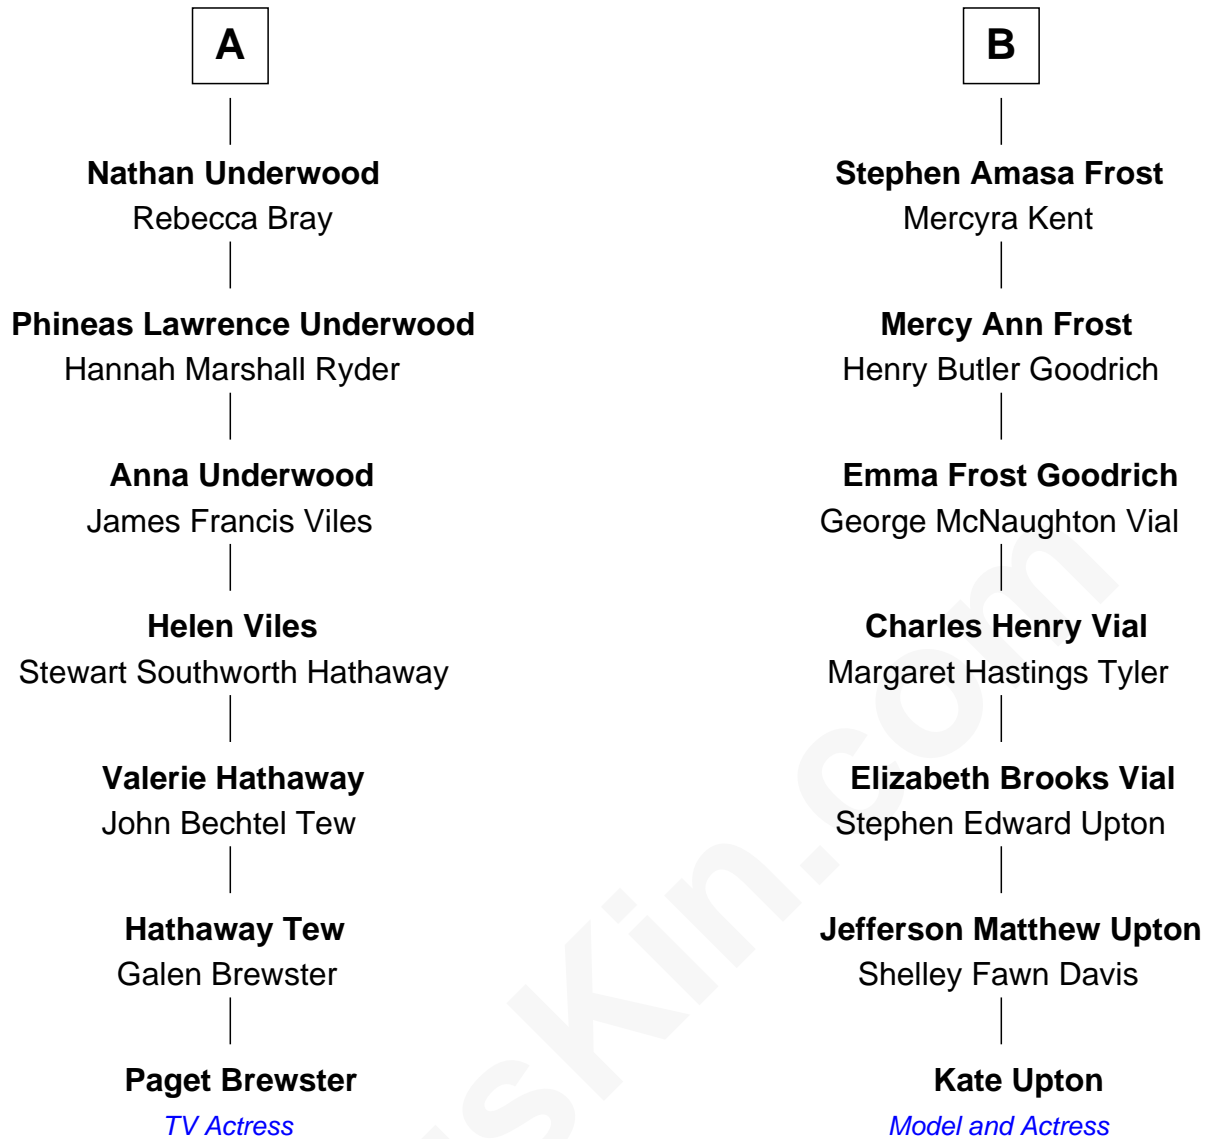 A
B
Nathan Underwood
Rebecca Bray
Stephen Amasa Frost
Mercyra Kent
Phineas Lawrence Underwood
Hannah Marshall Ryder
Mercy Ann Frost
Henry Butler Goodrich
Anna Underwood
James Francis Viles
Emma Frost Goodrich
George McNaughton Vial
Helen Viles
Stewart Southworth Hathaway
Charles Henry Vial
Margaret Hastings Tyler
Valerie Hathaway
John Bechtel Tew
Elizabeth Brooks Vial
Stephen Edward Upton
Hathaway Tew
Galen Brewster
Jefferson Matthew Upton
Shelley Fawn Davis
Paget Brewster
TV Actress
Kate Upton
Model and Actress
sKin.com